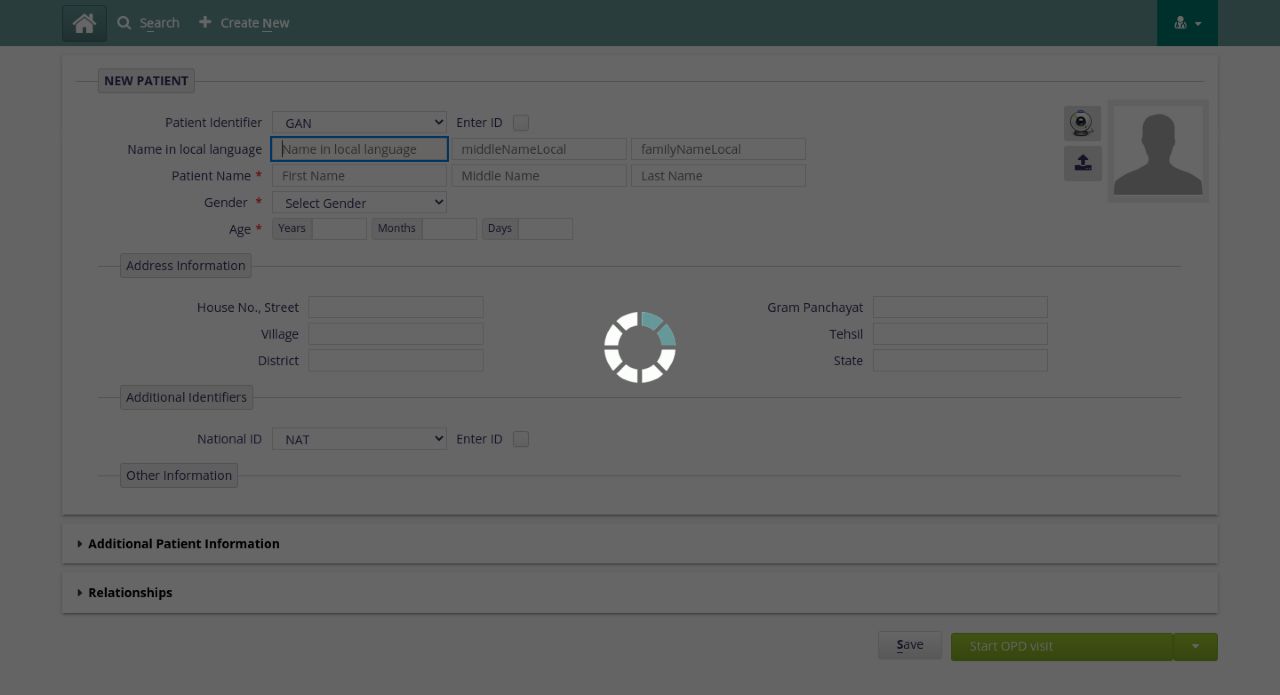 Search Create New
NEW PATIENT
Patient Identifier GAN Enter ID
Name in local language Name in local language middleNameLocal familyNameLocal
Patient Name * First Name Middle Name Last Name
Gender * Select Gender
Age * Years Months Days
Address Information
House No., Street Gram Panchayat
Village Tehsil
District State
Additional Identifiers
National ID NAT Enter ID
Other Information
Additional Patient Information
Relationships
Save Start OPD visit